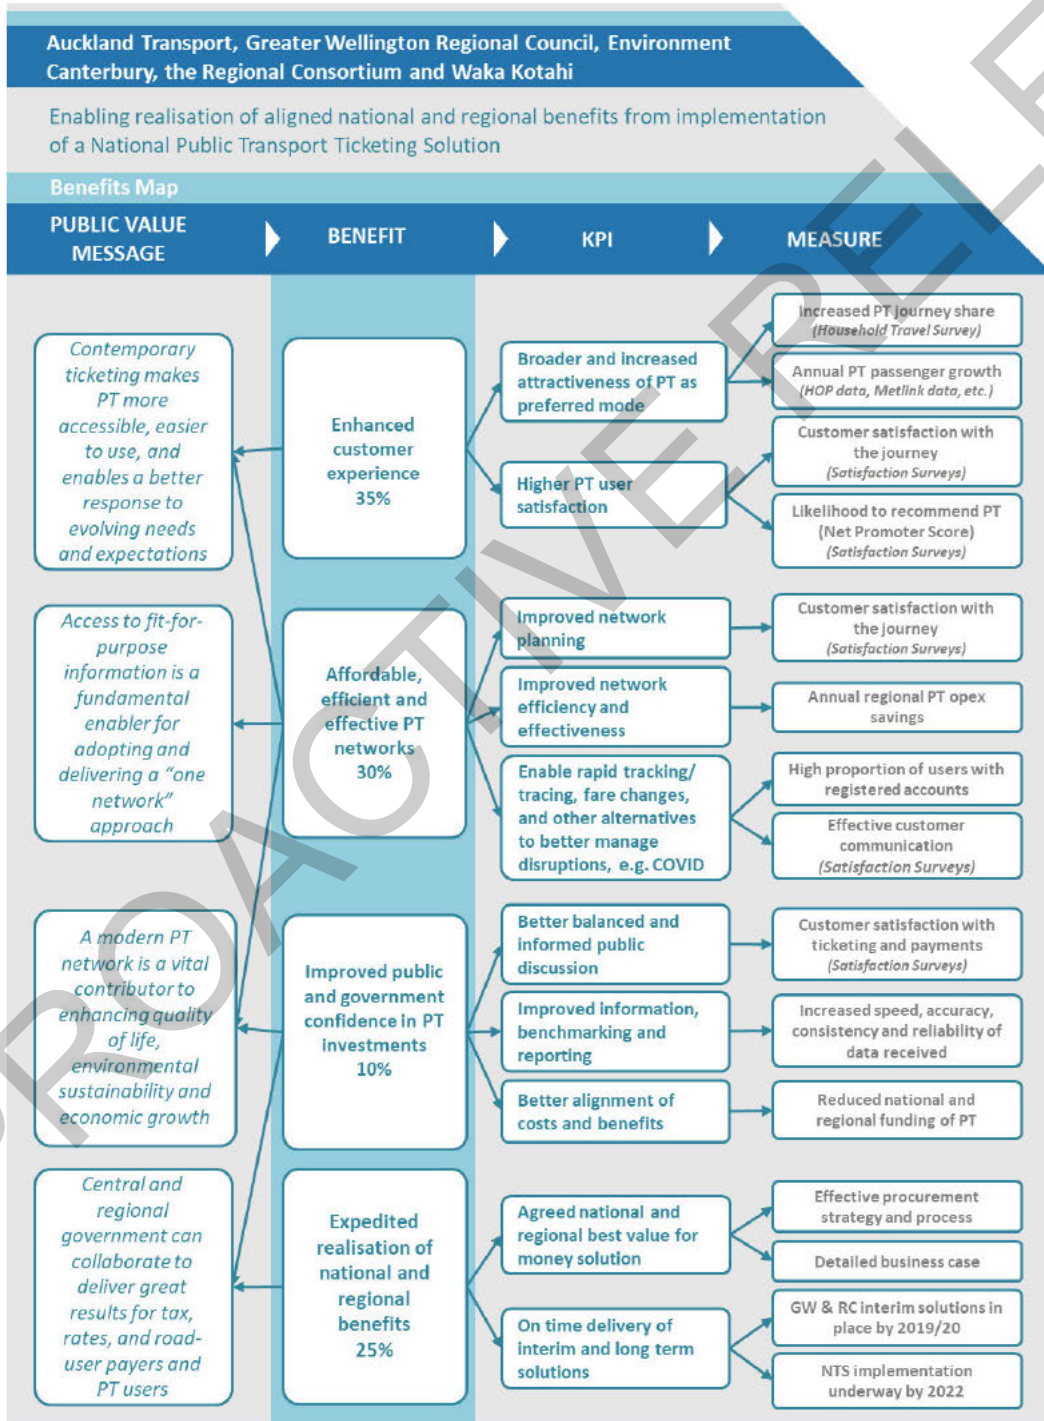 Auckland Transport, Greater Wellington Regional Council, Environment
Canterbury, the Regional Consortium and Waka Kotahi
Enabling realisation of aligned national and regional benefits from implementation
of a National Public Transport Ticketing Solution
Benefits Map
PUBLIC VALUE
MESSAGE
BENEFIT
KPI
MEASURE
Contemporary
ticketing makes
PT more
accessible, easier
to use, and
enables a better
response to
evolving needs
and expectations
Enhanced
customer
experience
35%
Broader and increased
attractiveness of PT as
preferred mode
Increased PT journey share
(Household Travel Survey)
Annual PT passenger growth
(HOP data, Metlink data, etc.)
Higher PT user
satisfaction
Customer satisfaction with
the journey
(Satisfaction Surveys)
Likelihood to recommend PT
(Net Promoter Score)
(Satisfaction Surveys)
Access to fit-for-
purpose
information is a
fundamental
enabler for
adopting and
delivering a “one
network”
approach
Affordable,
efficient and
effective PT
networks
30%
Improved network
planning
Customer satisfaction with
the journey
(Satisfaction Surveys)
Improved network
efficiency and
effectiveness
Annual regional PT opex
savings
Enable rapid tracking/
tracing, fare changes,
and other alternatives
to better manage
disruptions, e.g. COVID
High proportion of users with
registered accounts
Effective customer
communication
(Satisfaction Surveys)
A modern PT
network is a vital
contributor to
enhancing quality
of life,
environmental
sustainability and
economic growth
Improved public
and government
confidence in PT
investments
10%
Better balanced and
informed public
discussion
Customer satisfaction with
ticketing and payments
(Satisfaction Surveys)
Improved information,
benchmarking and
reporting
Increased speed, accuracy,
consistency and reliability of
data received
Better alignment of
costs and benefits
Reduced national and
regional funding of PT
Central and
regional
government can
collaborate to
deliver great
results for tax,
rates, and road-
user payers and
PT users
Expedited
realisation of
national and
regional
benefits
25%
Agreed national and
regional best value for
money solution
Effective procurement
strategy and process
Detailed business case
On time delivery of
interim and long term
solutions
GW & RC interim solutions in
place by 2019/20
NTS implementation
underway by 2022
PROACTIVE RELE